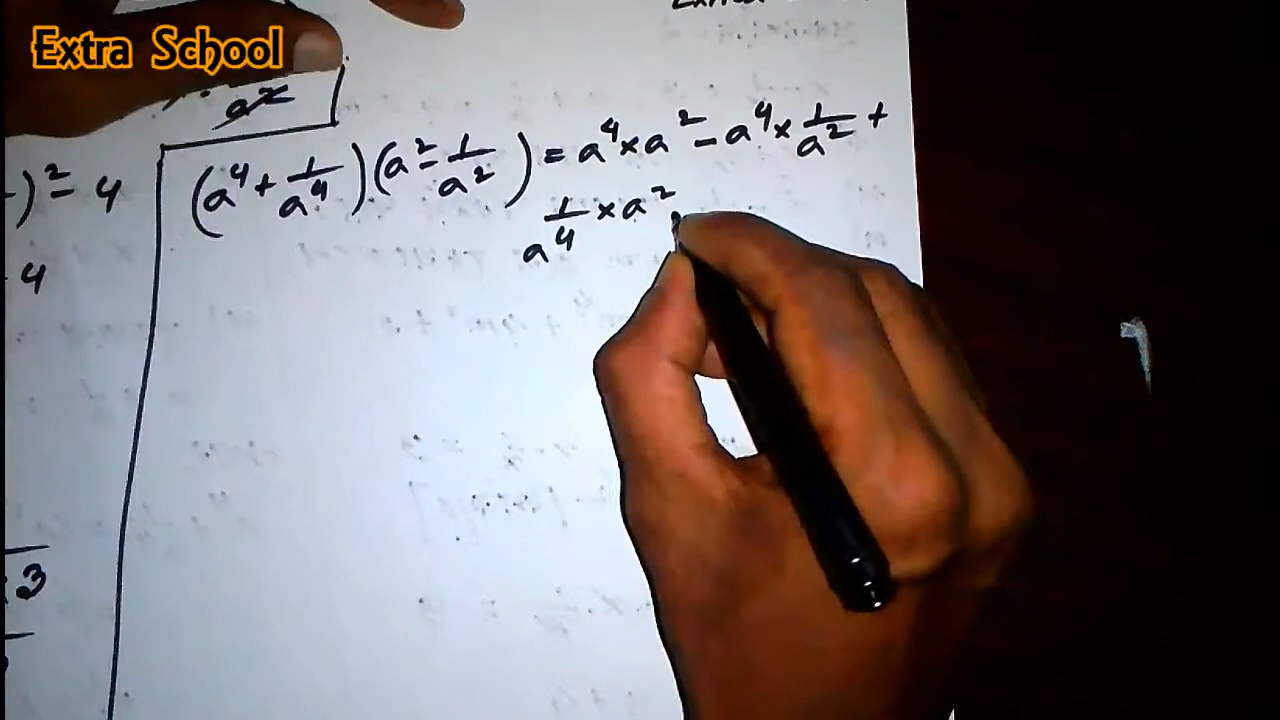 Extra School
a²
)² - 4
(a⁴ + 1/a⁴)(a² - 1/a²) = a⁴ × a² - a⁴ × 1/a² +
1/a⁴ × a²
4
3